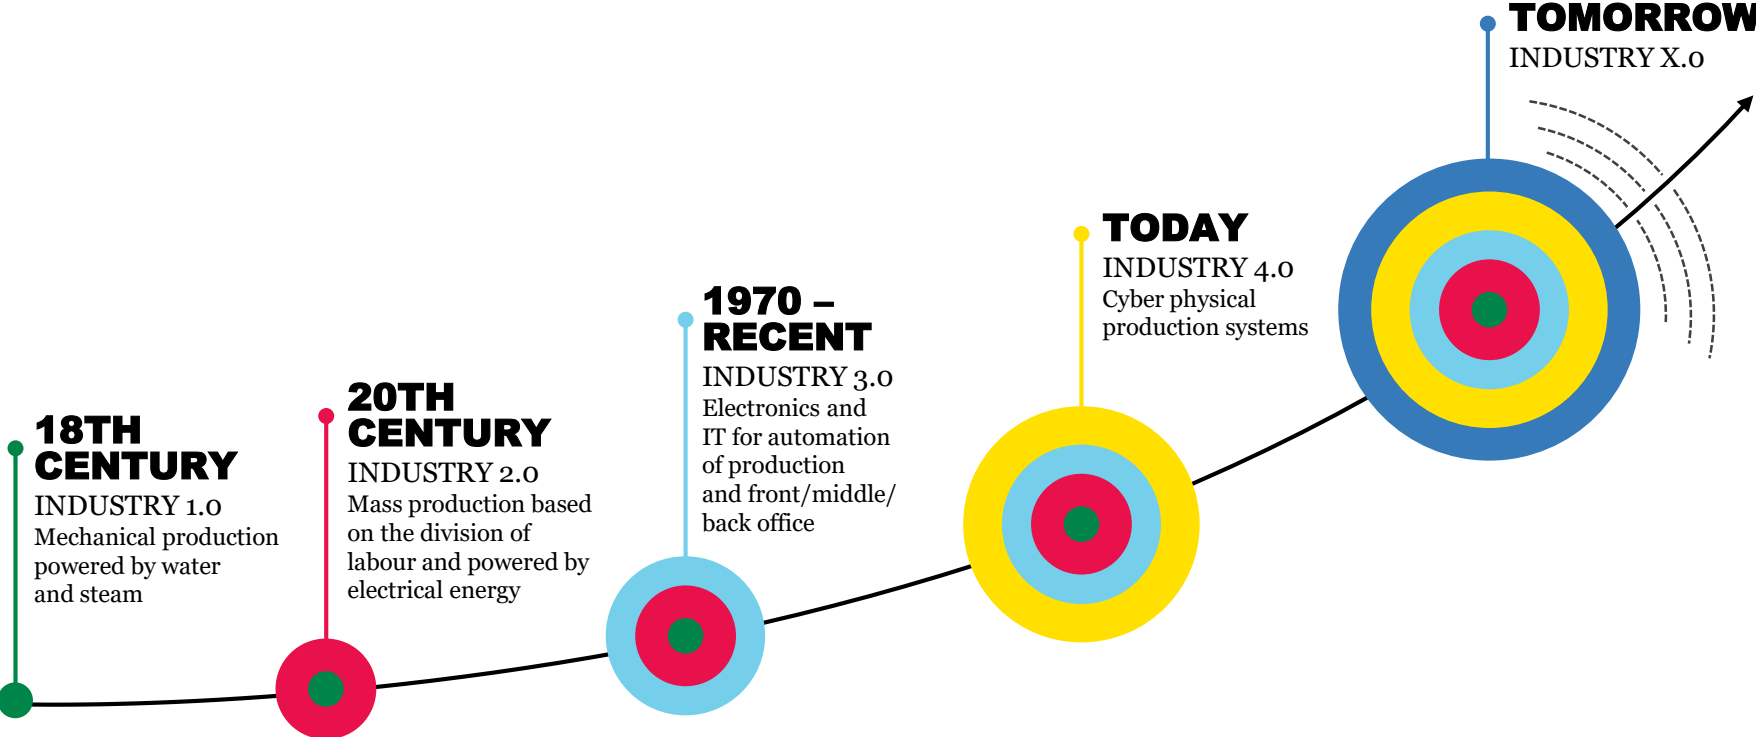 18TH
CENTURY
INDUSTRY 1.0
Mechanical production
powered by water
and steam
20TH
CENTURY
INDUSTRY 2.0
Mass production based
on the division of
labour and powered by
electrical energy
1970 –
RECENT
INDUSTRY 3.0
Electronics and
IT for automation
of production
and front/middle/
back office
TODAY
INDUSTRY 4.0
Cyber physical
production systems
TOMORROW
INDUSTRY X.0